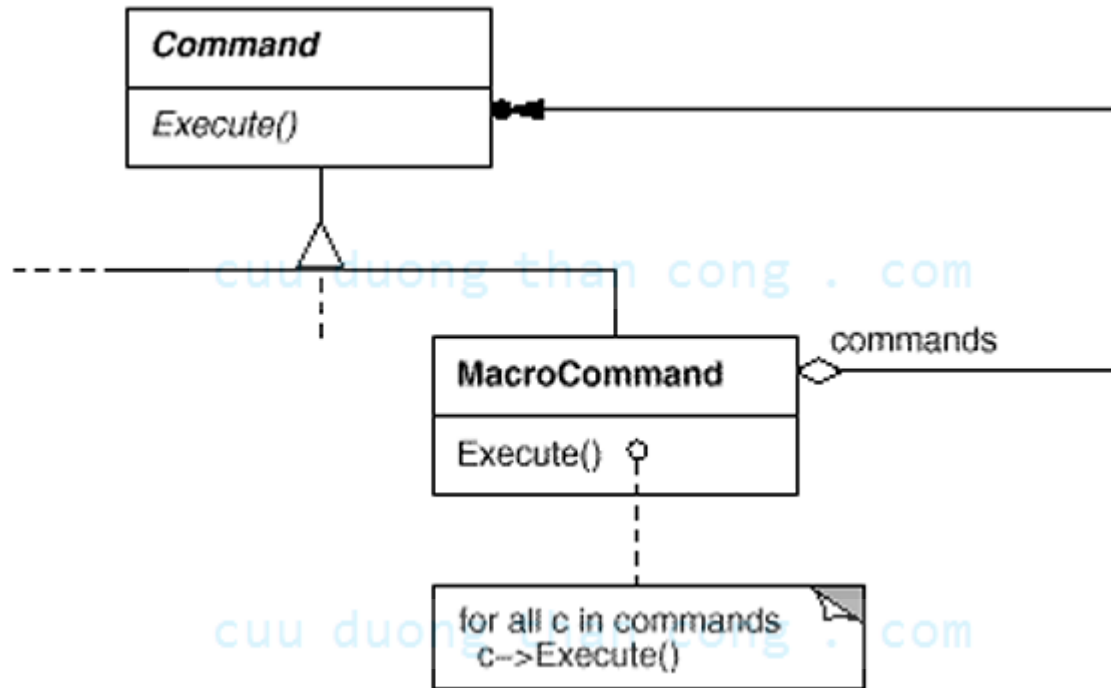 Command
Execute()
cuu duong than cong . com
commands
MacroCommand
Execute()
for all c in commands
c-->Execute()
cuu duong than cong . com